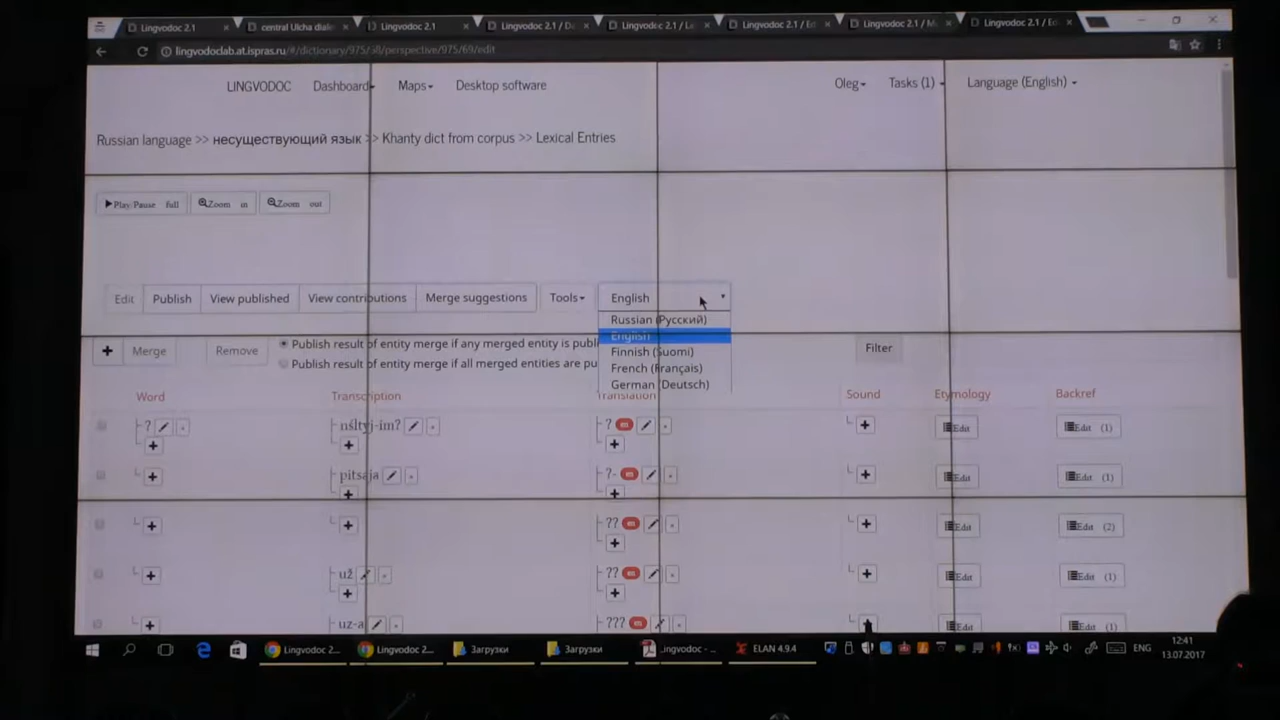 Lingvodoc 2.1
central Ulcha diale
Lingvodoc 2.1
Lingvodoc 2.1 / D
Lingvodoc 2.1 / Le
Lingvodoc 2.1 / Ed
Lingvodoc 2.1 / M
Lingvodoc 2.1 / Ed
lingvodoclab.at.ispras.ru/#/dictionary/975/all/perspective/975/69/edit
LINGVODOC Dashboard Maps Desktop software Oleg Tasks (1) Language (English)
Russian language >> несуществующий язык >> Khanty dict from corpus >> Lexical Entries
Play/Pause full Zoom in Zoom out
Edit Publish View published View contributions Merge suggestions Tools English
Russian (Русский)
English
Finnish (Suomi)
French (Français)
German (Deutsch)
Merge Remove Publish result of entity merge if any merged entity is publ Filter
Publish result of entity merge if all merged entities are pu
Word Transcription Translation Sound Etymology Backref
? nšltyj-im? ? m Edit Edit (1)
pitsaja ?- m Edit Edit (1)
?? m Edit Edit (2)
už ?? m Edit Edit (1)
uz-a ??? m Edit Edit (1)
Lingvodoc 2... Lingvodoc 2... Загрузки Загрузки Lingvodoc - ... ELAN 4.9.4 ENG 12:41
13.07.2017